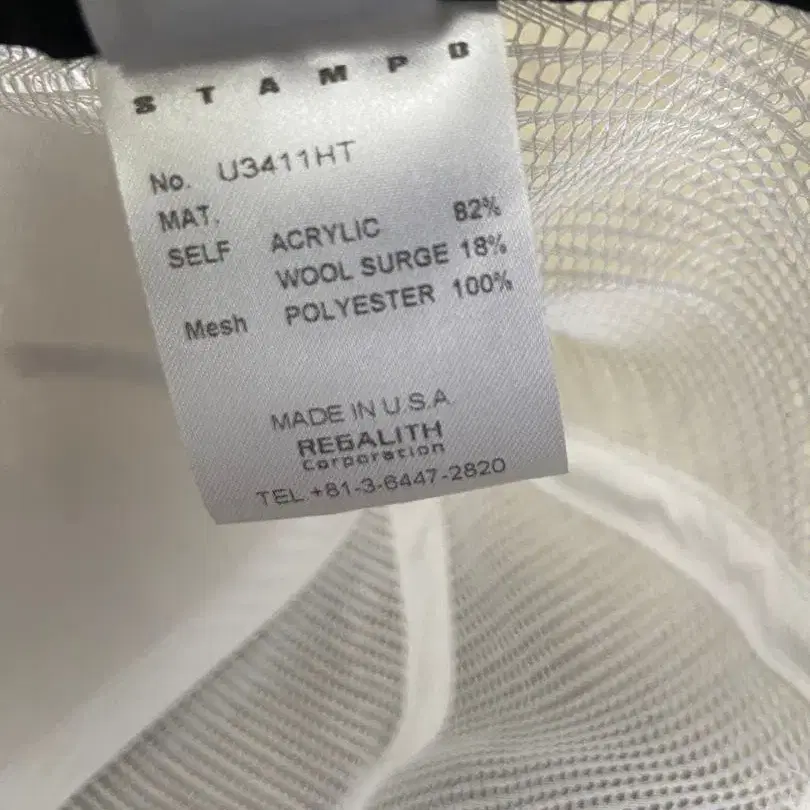 STAMPD
No. U3411HT
MAT.
SELF ACRYLIC 82%
WOOL SURGE 18%
Mesh POLYESTER 100%
MADE IN U.S.A
REGALITH
Corporation
TEL.+81-3-6447-2820